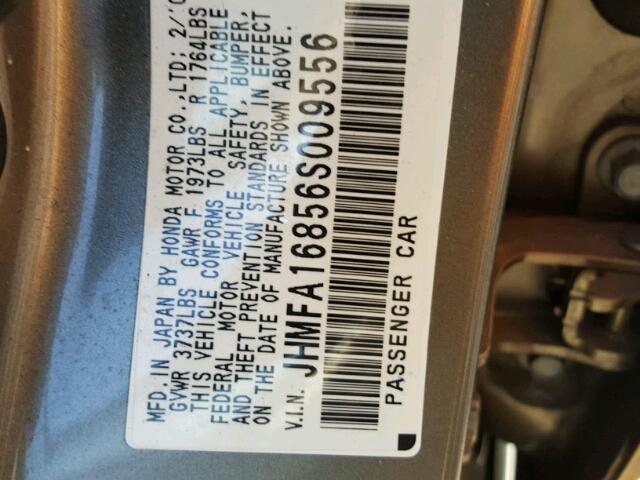 MFD. IN JAPAN BY HONDA MOTOR CO.,LTD; 2/
GVWR 3737LBS GAWR F 1973LBS R 1764LBS
THIS VEHICLE CONFORMS TO ALL APPLICABLE
FEDERAL MOTOR VEHICLE SAFETY, BUMPER,
AND THEFT PREVENTION STANDARDS IN EFFECT
ON THE DATE OF MANUFACTURE SHOWN ABOVE.
V.I.N. JHMFA16856S009556
PASSENGER CAR